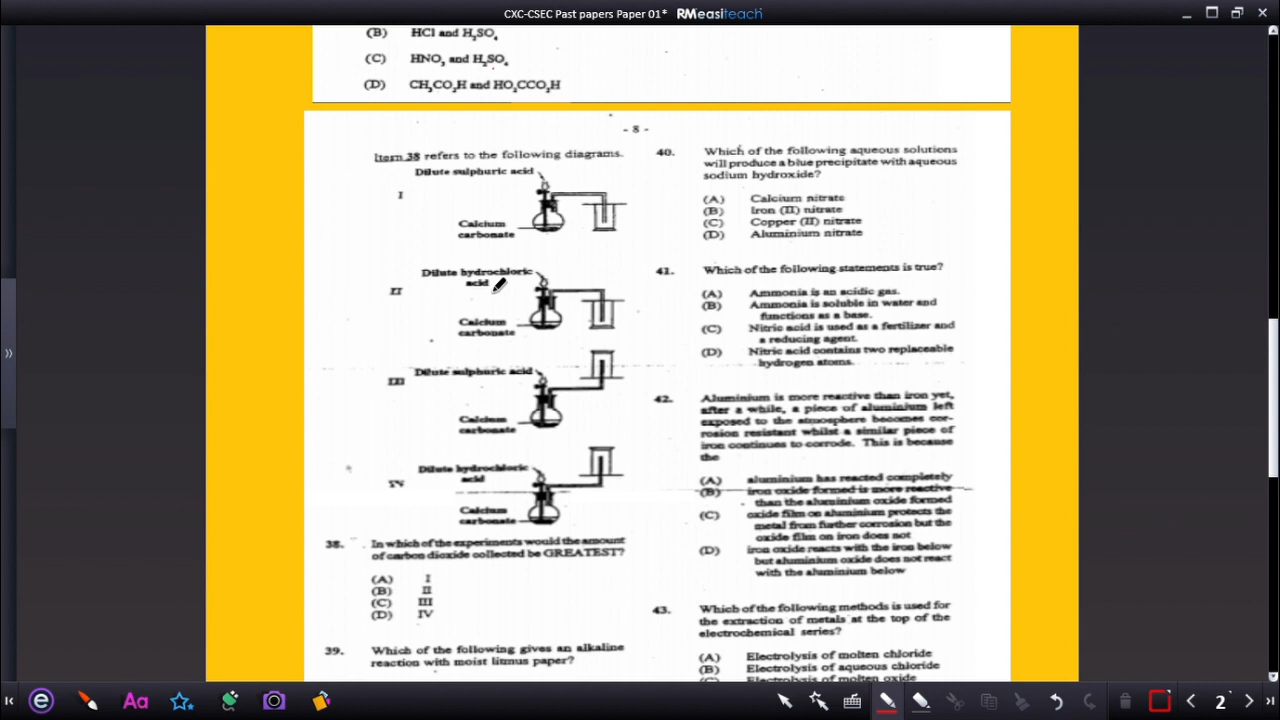 CXC-CSEC Past papers Paper 01* RMeasiteach
(B) HCl and H₂SO₄
(C) HNO₃ and H₂SO₄
(D) CH₃CO₂H and HO₂CCO₂H
- 8 -
Item 38 refers to the following diagrams.
Dilute sulphuric acid
I
Calcium
carbonate
Dilute hydrochloric
acid
II
Calcium
carbonate
Dilute sulphuric acid
III
Calcium
carbonate
Dilute hydrochloric
acid
IV
Calcium
carbonate
38. In which of the experiments would the amount
of carbon dioxide collected be GREATEST?
(A) I
(B) II
(C) III
(D) IV
39. Which of the following gives an alkaline
reaction with moist litmus paper?
40. Which of the following aqueous solutions
will produce a blue precipitate with aqueous
sodium hydroxide?
(A) Calcium nitrate
(B) Iron (II) nitrate
(C) Copper (II) nitrate
(D) Aluminium nitrate
41. Which of the following statements is true?
(A) Ammonia is an acidic gas.
(B) Ammonia is soluble in water and
functions as a base.
(C) Nitric acid is used as a fertilizer and
a reducing agent.
(D) Nitric acid contains two replaceable
hydrogen atoms.
42. Aluminium is more reactive than iron yet,
after a while, a piece of aluminium left
exposed to the atmosphere becomes cor-
rosion resistant whilst a similar piece of
iron continues to corrode. This is because
the
(A) aluminium has reacted completely
(B) iron oxide formed is more reactive
than the aluminium oxide formed
(C) oxide film on aluminium protects the
metal from further corrosion but the
oxide film on iron does not
(D) iron oxide reacts with the iron below
but aluminium oxide does not react
with the aluminium below
43. Which of the following methods is used for
the extraction of metals at the top of the
electrochemical series?
(A) Electrolysis of molten chloride
(B) Electrolysis of aqueous chloride
(C) Electrolysis of molten oxide
Aa
2